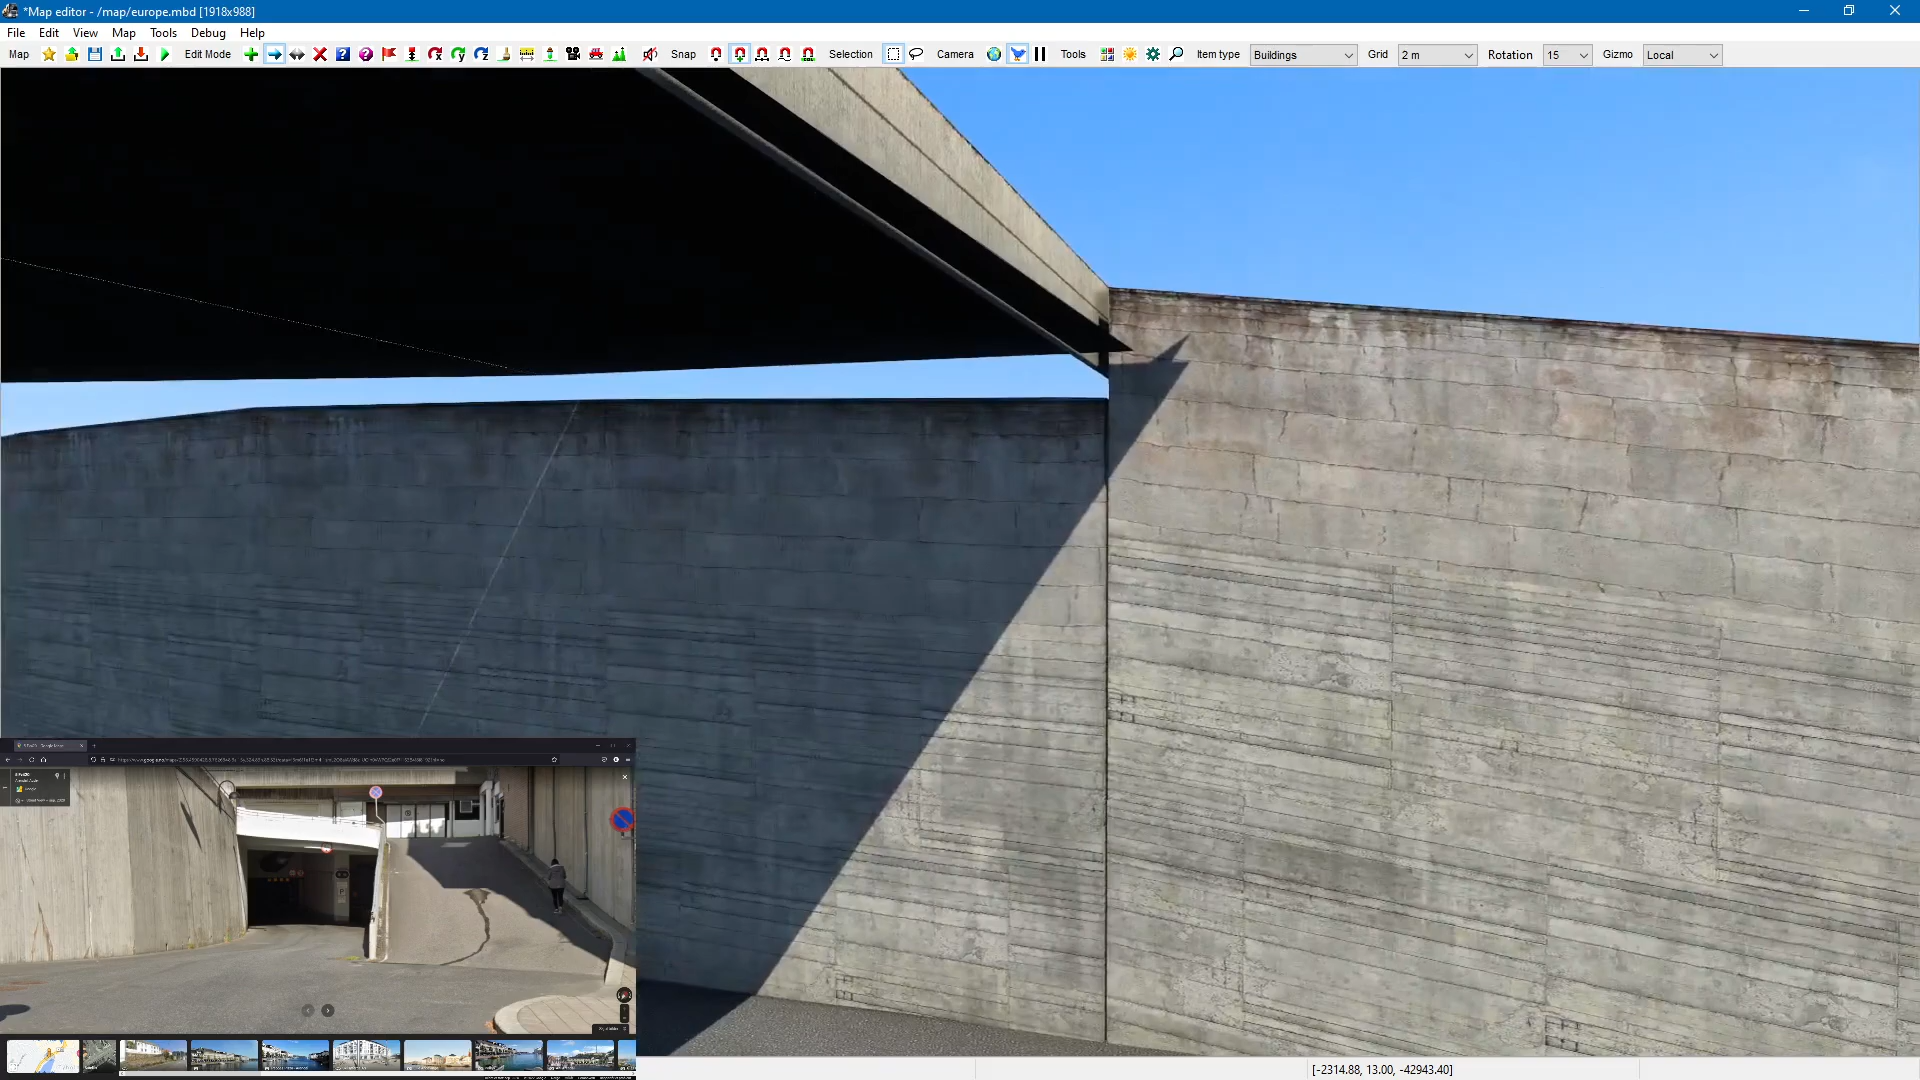 *Map editor - /map/europe.mbd [1918x988]
File Edit View Map Tools Debug Help
Map Edit Mode Snap Selection Camera Tools Item type Buildings Grid 2 m Rotation 15 Gizmo Local
[-2314.88, 13.00, -42943.40]